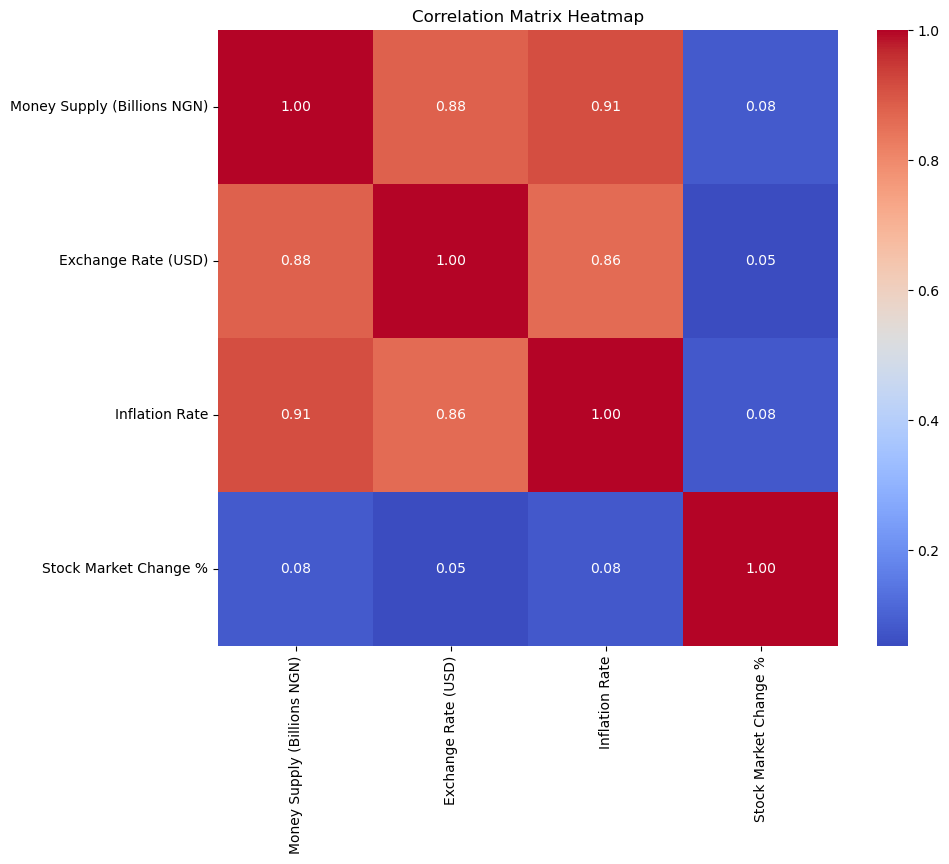 Correlation Matrix Heatmap
Money Supply (Billions NGN)
1.00 0.88 0.91 0.08
Exchange Rate (USD)
0.88 1.00 0.86 0.05
Inflation Rate
0.91 0.86 1.00 0.08
Stock Market Change %
0.08 0.05 0.08 1.00
Money Supply (Billions NGN)
Exchange Rate (USD)
Inflation Rate
Stock Market Change %
1.0
0.8
0.6
0.4
0.2